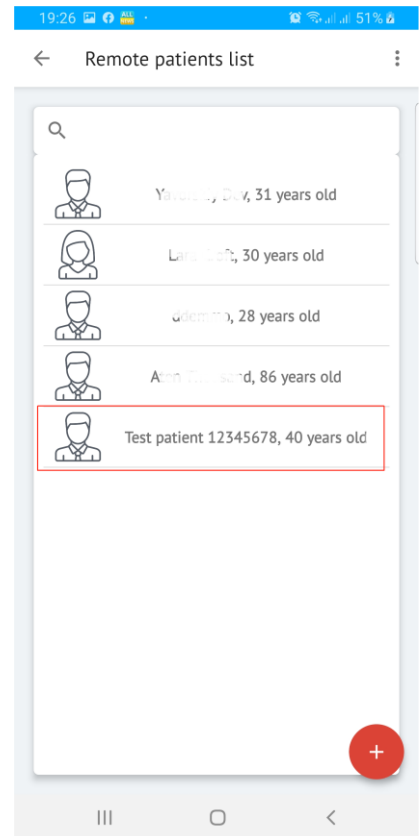 19:26
51%
Remote patients list
31 years old
30 years old
28 years old
86 years old
Test patient 12345678, 40 years old